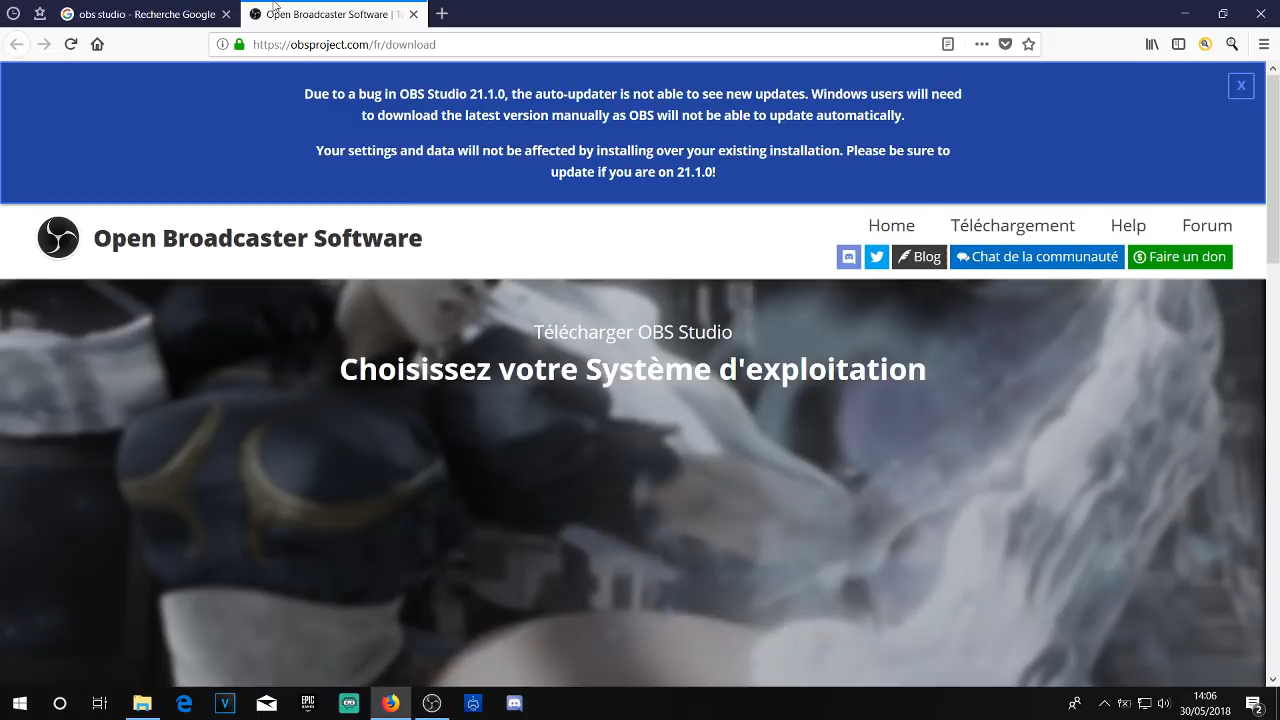 obs studio - Recherche Google
Open Broadcaster Software | T
https://obsproject.com/fr/download
Due to a bug in OBS Studio 21.1.0, the auto-updater is not able to see new updates. Windows users will need
to download the latest version manually as OBS will not be able to update automatically.
Your settings and data will not be affected by installing over your existing installation. Please be sure to
update if you are on 21.1.0!
X
Open Broadcaster Software
Home Téléchargement Help Forum
Blog Chat de la communauté Faire un don
Télécharger OBS Studio
Choisissez votre Système d'exploitation
V
EPIC
GAMES
14:06
30/05/2018
2